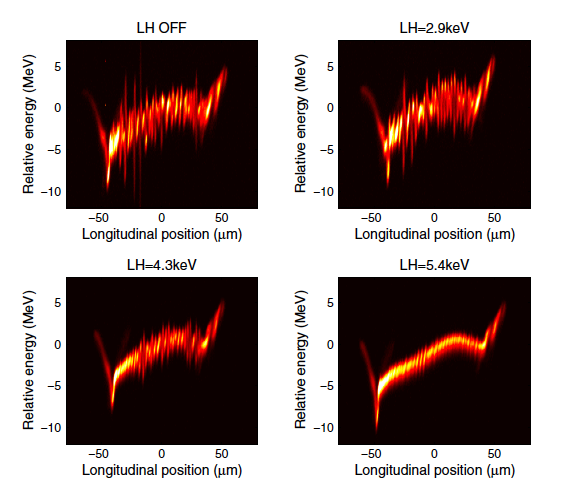 LH OFF
Relative energy (MeV)
5
0
−5
−10
−50 0 50
Longitudinal position (μm)
LH=2.9keV
Relative energy (MeV)
5
0
−5
−10
−50 0 50
Longitudinal position (μm)
LH=4.3keV
Relative energy (MeV)
5
0
−5
−10
−50 0 50
Longitudinal position (μm)
LH=5.4keV
Relative energy (MeV)
5
0
−5
−10
−50 0 50
Longitudinal position (μm)